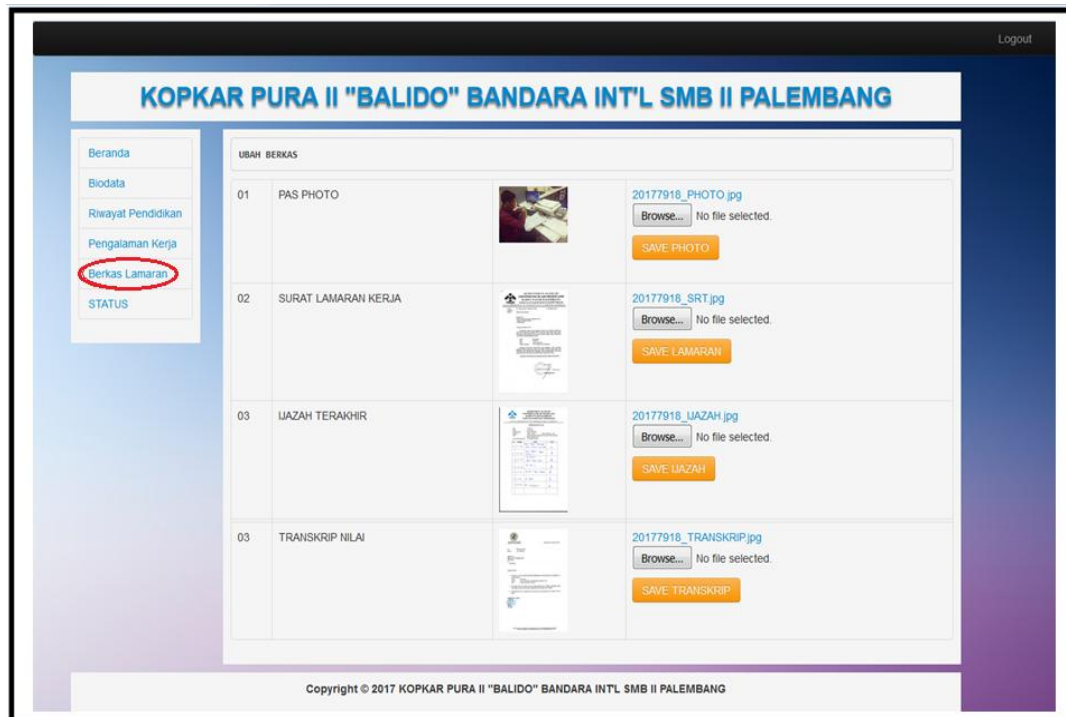 Logout
KOPKAR PURA II "BALIDO" BANDARA INT'L SMB II PALEMBANG
Beranda
Biodata
Riwayat Pendidikan
Pengalaman Kerja
Berkas Lamaran
STATUS
UBAH BERKAS
01 PAS PHOTO
20177918_PHOTO.jpg
Browse... No file selected.
SAVE PHOTO
02 SURAT LAMARAN KERJA
20177918_SRT.jpg
Browse... No file selected.
SAVE LAMARAN
03 IJAZAH TERAKHIR
20177918_IJAZAH.jpg
Browse... No file selected.
SAVE IJAZAH
03 TRANSKRIP NILAI
20177918_TRANSKRIP.jpg
Browse... No file selected.
SAVE TRANSKRIP
Copyright © 2017 KOPKAR PURA II "BALIDO" BANDARA INT'L SMB II PALEMBANG